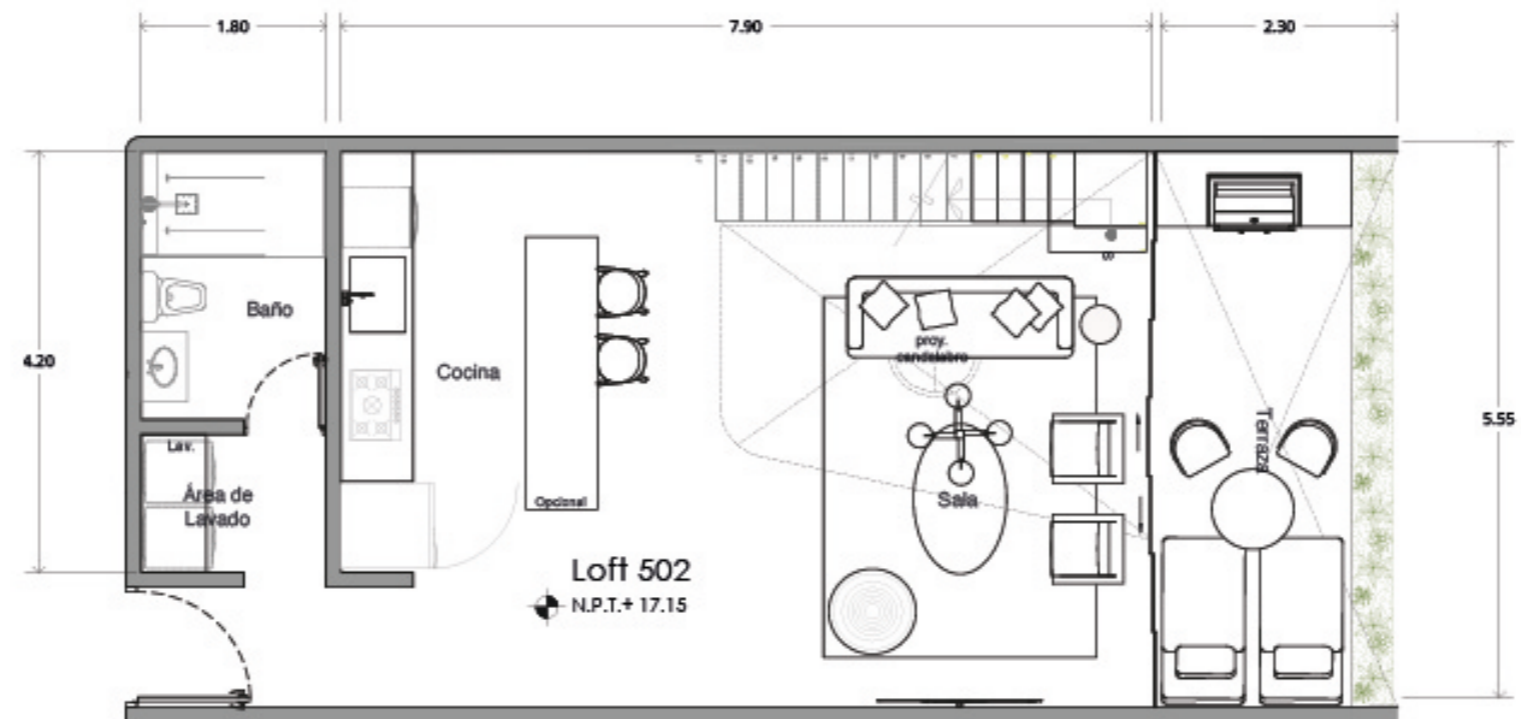 1.80
7.90
2.30
4.20
5.55
Baño
Cocina
Lav.
Área de
Lavado
Opcional
proy.
candelabro
Sala
Terraza
Loft 502
N.P.T.+ 17.15